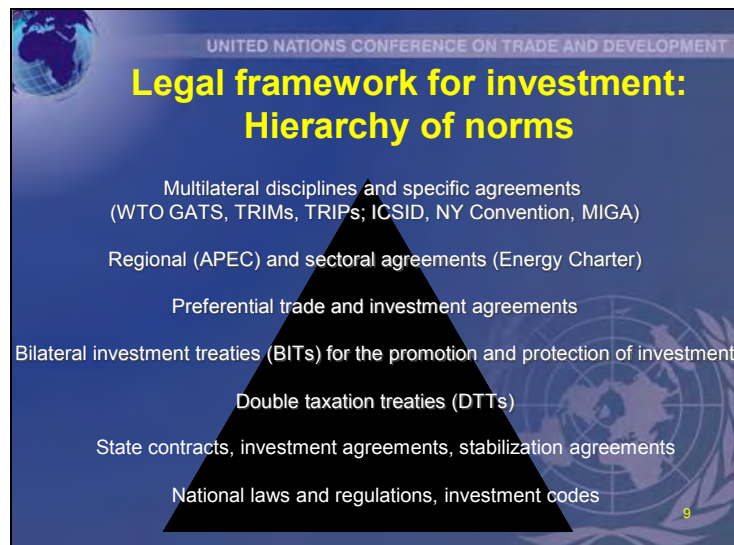 UNITED NATIONS CONFERENCE ON TRADE AND DEVELOPMENT
Legal framework for investment:
Hierarchy of norms
Multilateral disciplines and specific agreements
(WTO GATS, TRIMs, TRIPs; ICSID, NY Convention, MIGA)
Regional (APEC) and sectoral agreements (Energy Charter)
Preferential trade and investment agreements
Bilateral investment treaties (BITs) for the promotion and protection of investment
Double taxation treaties (DTTs)
State contracts, investment agreements, stabilization agreements
National laws and regulations, investment codes
9